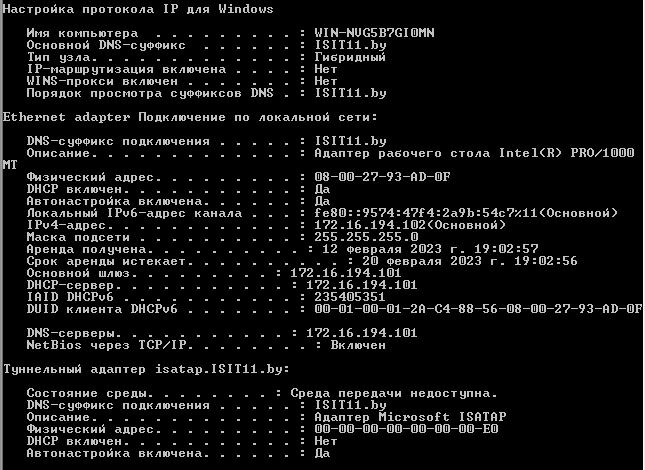 Настройка протокола IP для Windows
Имя компьютера . . . . . . . . . : WIN-NVG5B7GI0MN
Основной DNS-суффикс . . . . . . : ISIT11.by
Тип узла. . . . . . . . . . . . . : Гибридный
IP-маршрутизация включена . . . . : Нет
WINS-прокси включен . . . . . . . : Нет
Порядок просмотра суффиксов DNS . : ISIT11.by
Ethernet adapter Подключение по локальной сети:
DNS-суффикс подключения . . . . . : ISIT11.by
Описание. . . . . . . . . . . . . : Адаптер рабочего стола Intel(R) PRO/1000
MT
Физический адрес. . . . . . . . . : 08-00-27-93-AD-0F
DHCP включен. . . . . . . . . . . : Да
Автонастройка включена. . . . . . : Да
Локальный IPv6-адрес канала . . . : fe80::9574:47f4:2a9b:54c7%11(Основной)
IPv4-адрес. . . . . . . . . . . . : 172.16.194.102(Основной)
Маска подсети . . . . . . . . . . : 255.255.255.0
Аренда получена. . . . . . . . . . : 12 февраля 2023 г. 19:02:57
Срок аренды истекает. . . . . . . . . . : 20 февраля 2023 г. 19:02:56
Основной шлюз. . . . . . . . . : 172.16.194.101
DHCP-сервер. . . . . . . . . . . : 172.16.194.101
IAID DHCPv6 . . . . . . . . . . . : 235405351
DUID клиента DHCPv6 . . . . . . . : 00-01-00-01-2A-C4-88-56-08-00-27-93-AD-0F
DNS-серверы. . . . . . . . . . . : 172.16.194.101
NetBios через TCP/IP. . . . . . . . : Включен
Туннельный адаптер isatap.ISIT11.by:
Состояние среды. . . . . . . . : Среда передачи недоступна.
DNS-суффикс подключения . . . . . : ISIT11.by
Описание. . . . . . . . . . . . . : Адаптер Microsoft ISATAP
Физический адрес. . . . . . . . . : 00-00-00-00-00-00-00-E0
DHCP включен. . . . . . . . . . . : Нет
Автонастройка включена. . . . . . : Да